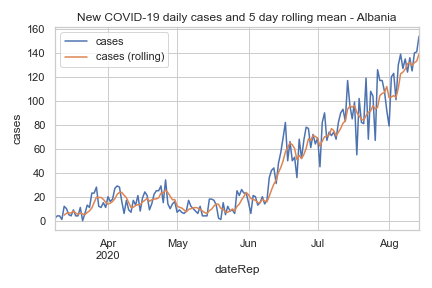 New COVID-19 daily cases and 5 day rolling mean - Albania
160
140
120
100
80
60
40
20
0
cases
cases (rolling)
cases
Apr
2020
May
Jun
Jul
Aug
dateRep